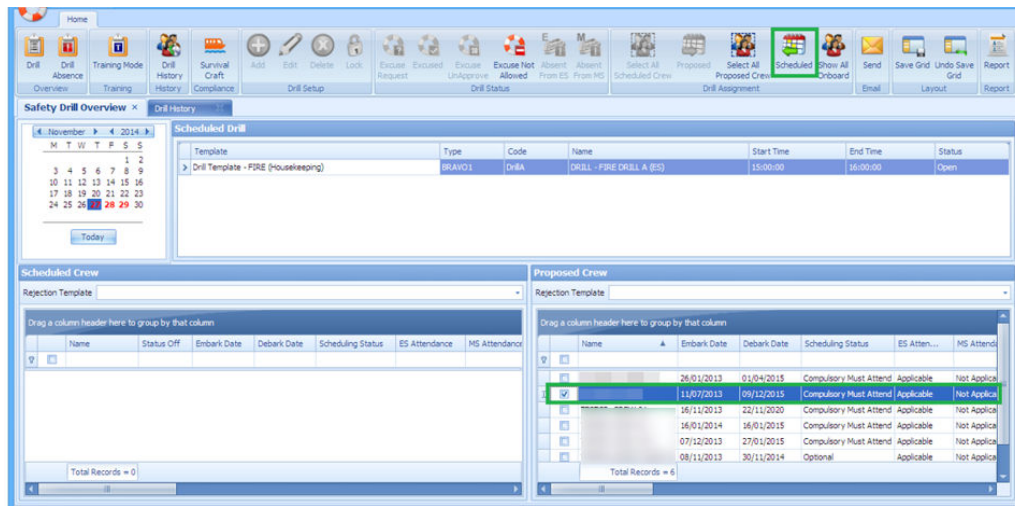 Home
Drill
Drill Absence
Training Mode
Drill History
Survival Craft
Add
Edit
Delete
Lock
Excuse Request
Excused
Excuse UnApprove
Excuse Not Allowed
Absent From ES
Absent From MS
Select All Scheduled Crew
Proposed
Select All Proposed Crew
Scheduled
Show All Onboard
Send
Save Grid
Undo Save Grid
Report
Overview
Training
History
Compliance
Drill Setup
Drill Status
Drill Assignment
Email
Layout
Report
Safety Drill Overview ×
Drill History
November 2014
M T W T F S S
1 2
3 4 5 6 7 8 9
10 11 12 13 14 15 16
17 18 19 20 21 22 23
24 25 26 27 28 29 30
Today
Scheduled Drill
Template Type Code Name Start Time End Time Status
Drill Template - FIRE (Housekeeping) BRAVO1 DrillA DRILL - FIRE DRILL A (ES) 15:00:00 16:00:00 Open
Scheduled Crew
Rejection Template
Drag a column header here to group by that column
Name Status Off Embark Date Debark Date Scheduling Status ES Attendance MS Attendance
Total Records = 0
Proposed Crew
Rejection Template
Drag a column header here to group by that column
Name Embark Date Debark Date Scheduling Status ES Atten... MS Attenda
26/01/2013 01/04/2015 Compulsory Must Attend Applicable Not Applica
11/07/2013 09/12/2015 Compulsory Must Attend Applicable Not Applica
16/11/2013 22/11/2020 Compulsory Must Attend Applicable Not Applica
16/01/2014 16/01/2015 Compulsory Must Attend Applicable Not Applica
07/12/2013 27/01/2015 Compulsory Must Attend Applicable Not Applica
08/11/2013 30/11/2014 Optional Applicable Not Applica
Total Records = 6